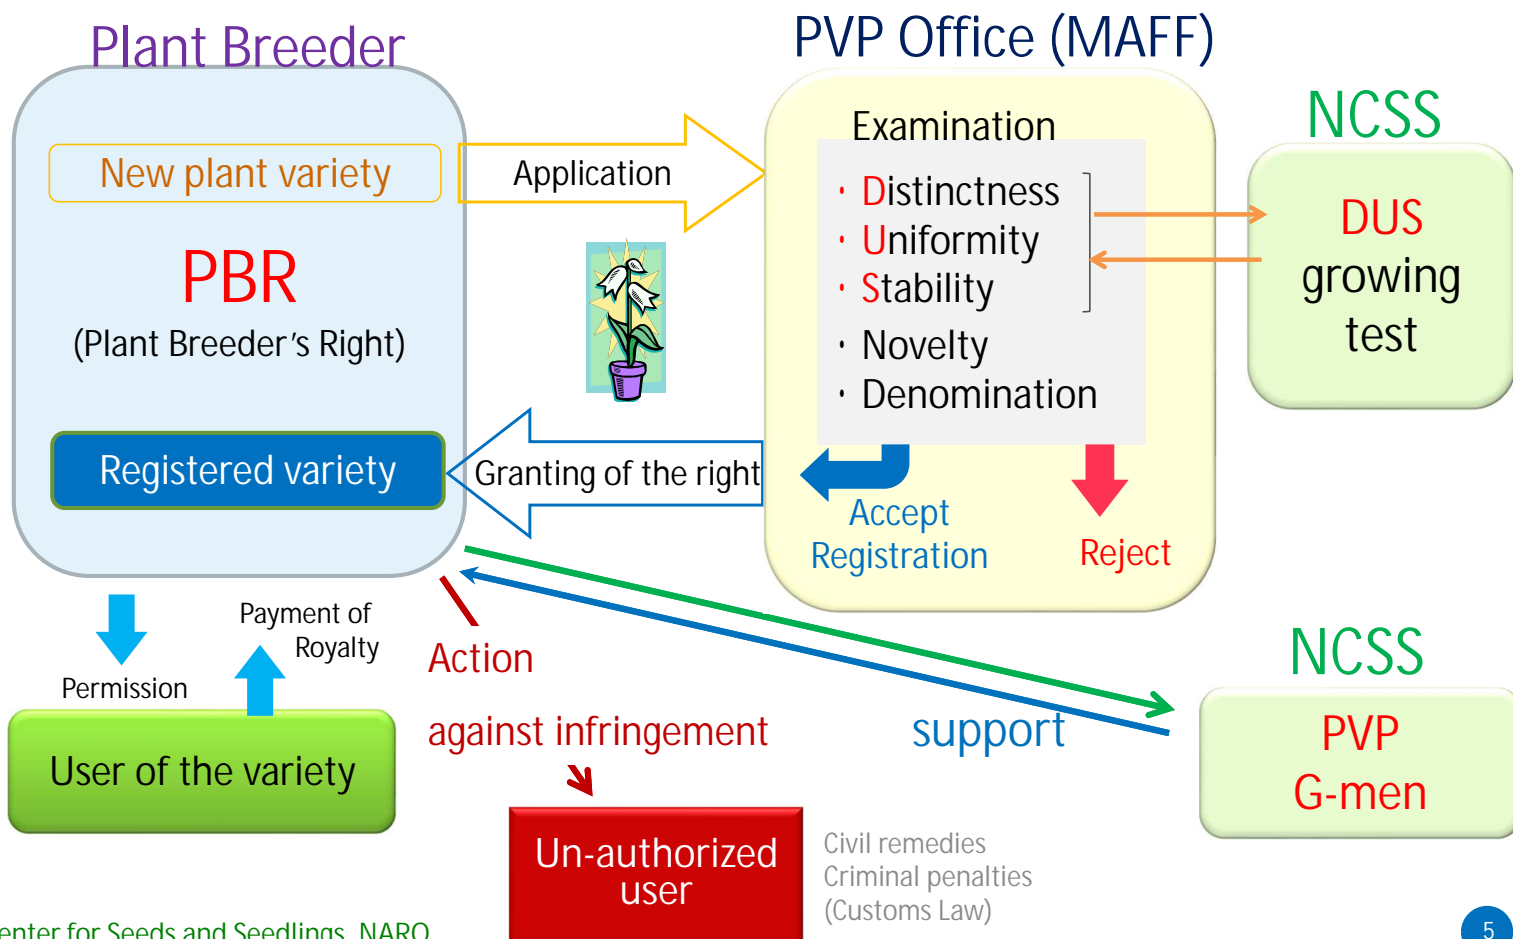 Plant Breeder
New plant variety
PBR
(Plant Breeder's Right)
Registered variety
Application
Granting of the right
PVP Office (MAFF)
Examination
・Distinctness
・Uniformity
・Stability
・Novelty
・Denomination
Accept
Registration
Reject
NCSS
DUS
growing
test
Permission
Payment of
Royalty
User of the variety
Action
against infringement
Un-authorized
user
Civil remedies
Criminal penalties
(Customs Law)
support
NCSS
PVP
G-men
enter for Seeds and Seedlings, NARO
5